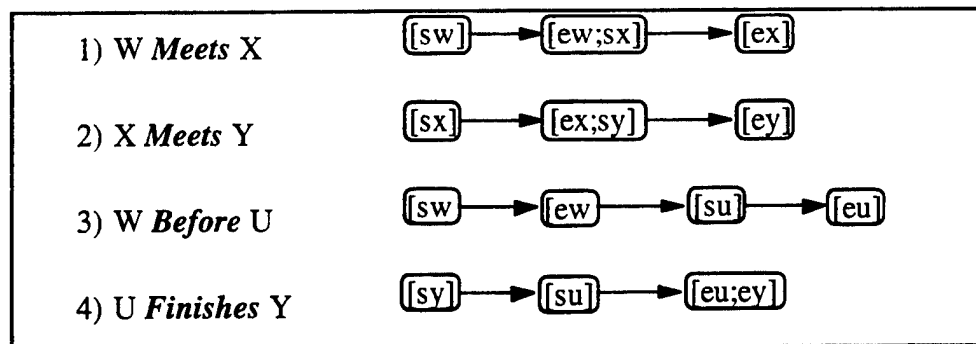 1) W Meets X [sw] [ew;sx] [ex]
2) X Meets Y [sx] [ex;sy] [ey]
3) W Before U [sw [ew [su] [eu]
4) U Finishes Y [sy] [su] [eu;ey]